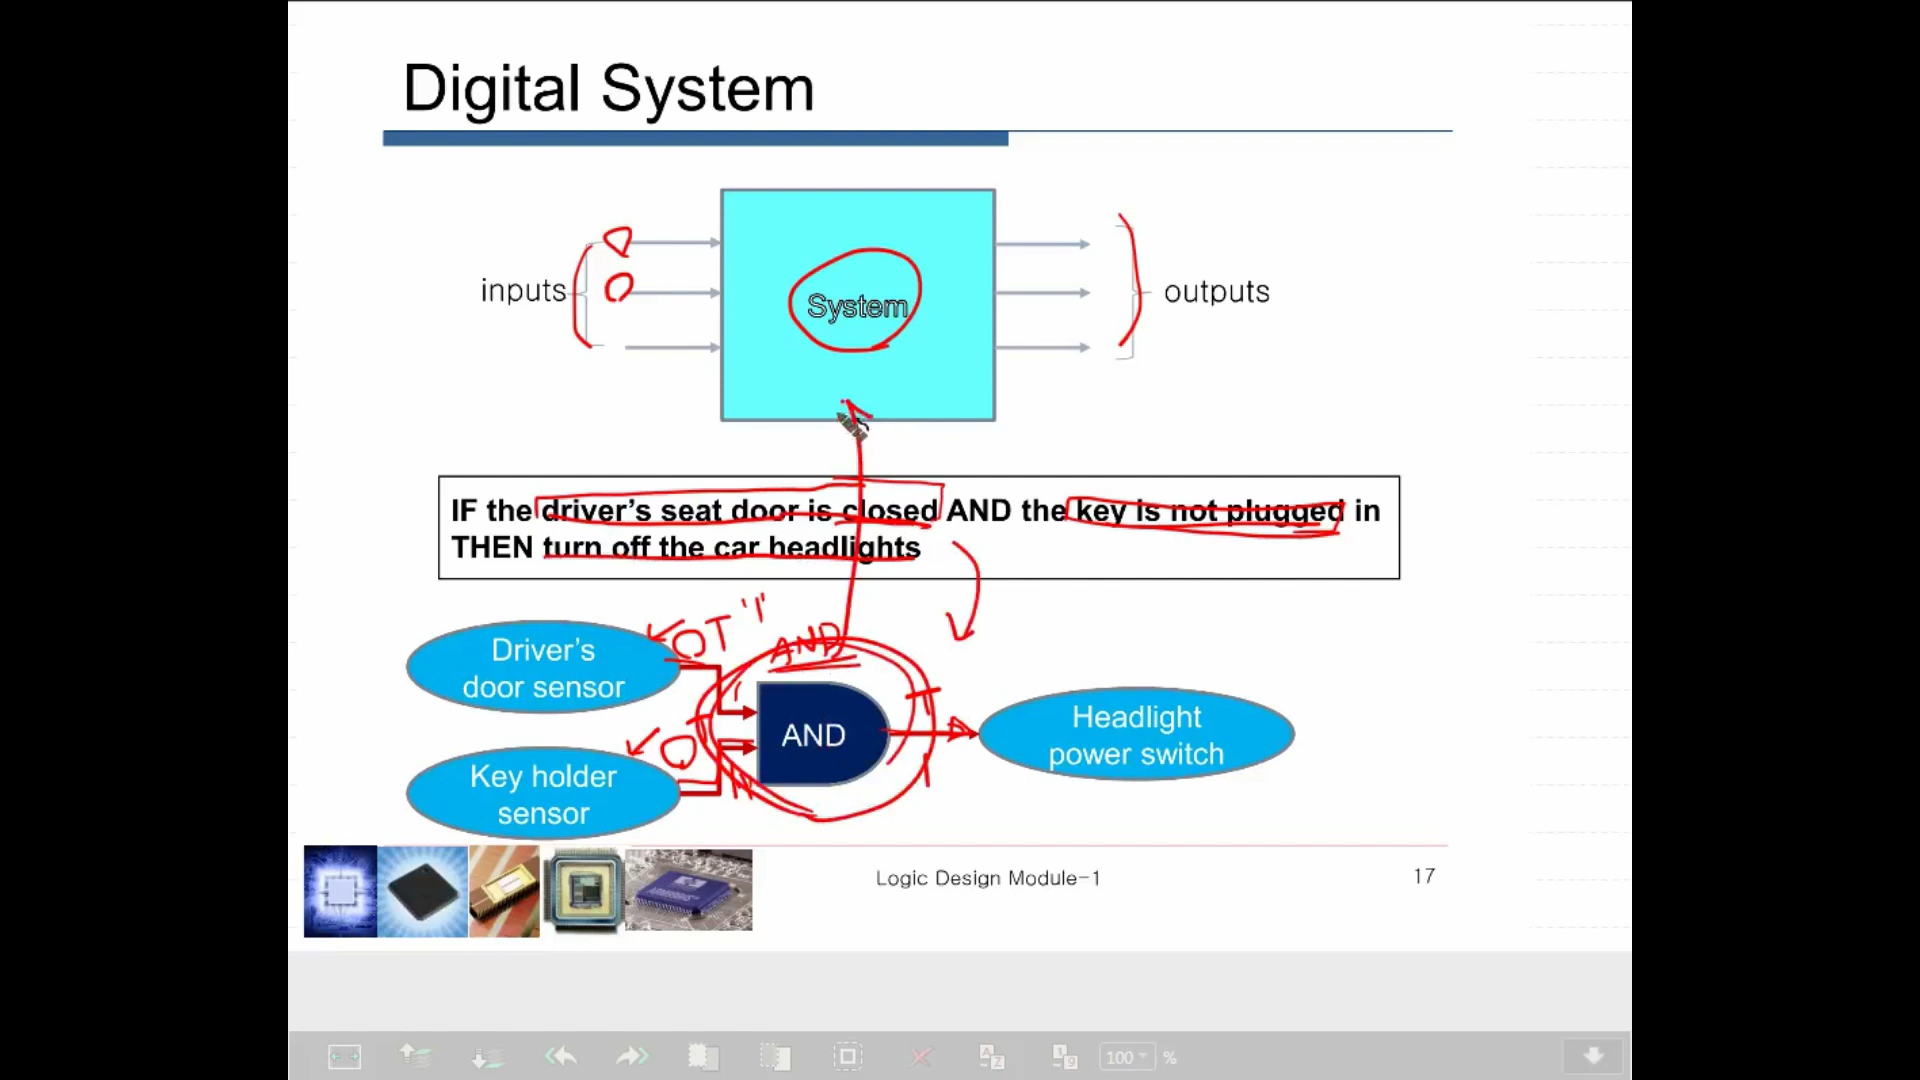 Digital System
inputs
System
outputs
IF the driver's seat door is closed AND the key is not plugged in
THEN turn off the car headlights
AND
Driver's
door sensor
Key holder
sensor
AND
Headlight
power switch
Logic Design Module-1
17
100 %